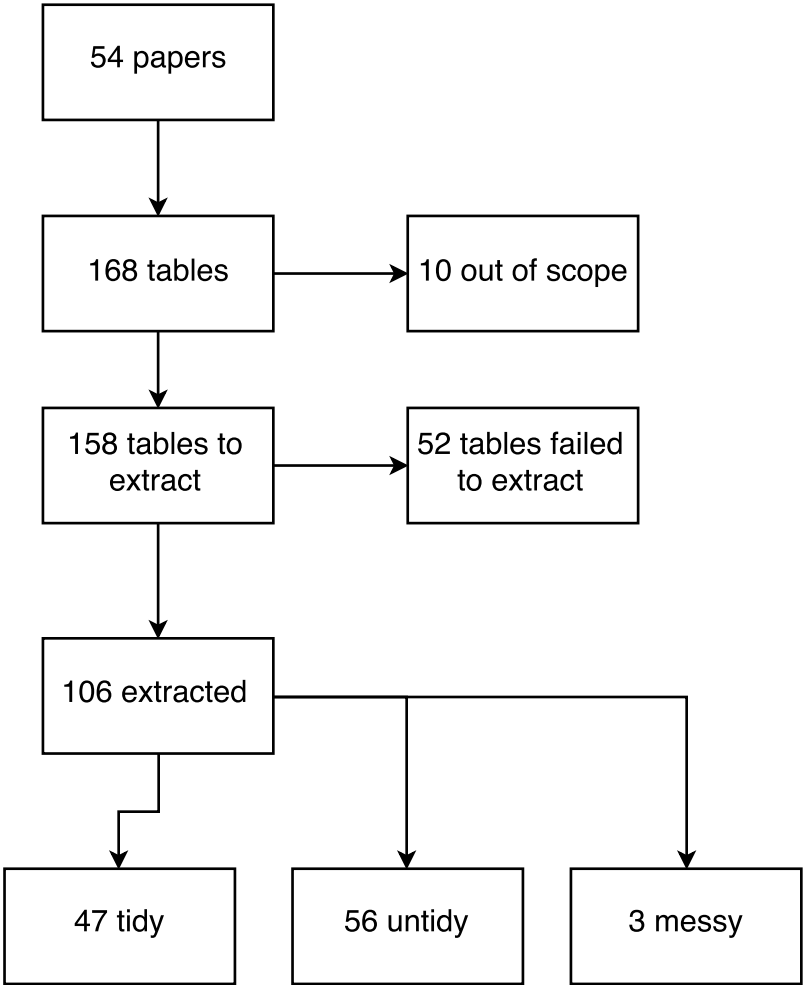 54 papers
168 tables
10 out of scope
158 tables to
extract
52 tables failed
to extract
106 extracted
47 tidy
56 untidy
3 messy